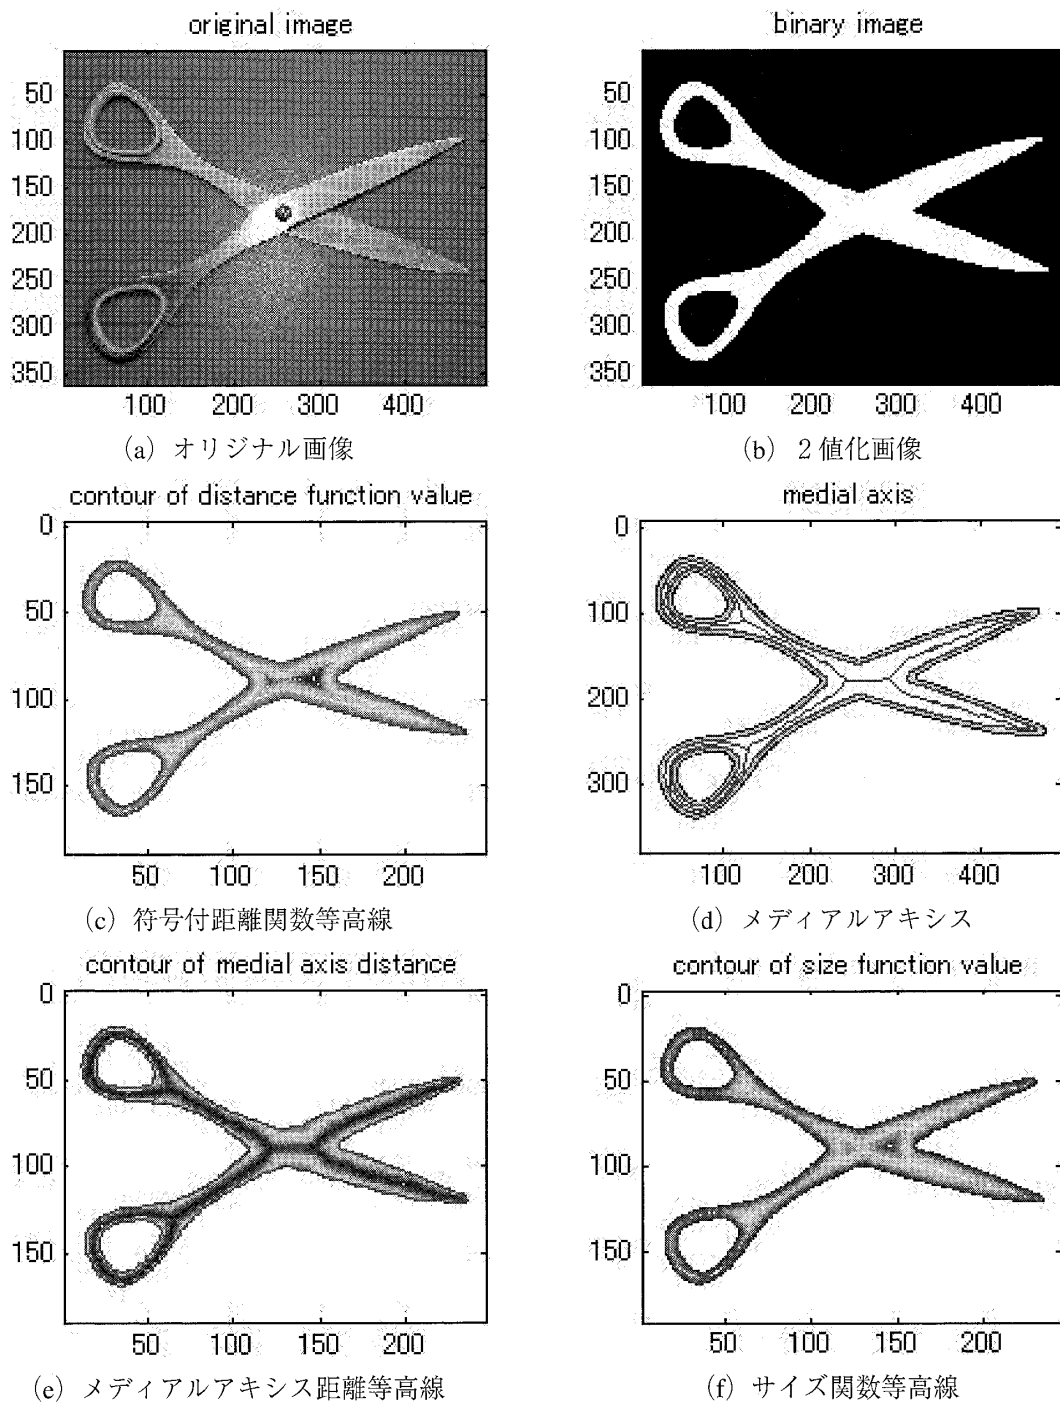 original image
binary image
50
100
150
200
250
300
350
100 200 300 400
50
100
150
200
250
300
350
100 200 300 400
(a) オリジナル画像
(b) 2値化画像
contour of distance function value
medial axis
0
50
100
150
50 100 150 200
0
100
200
300
100 200 300 400
(c) 符号付距離関数等高線
(d) メディアルアキシス
contour of medial axis distance
contour of size function value
0
50
100
150
50 100 150 200
0
50
100
150
50 100 150 200
(e) メディアルアキシス距離等高線
(f) サイズ関数等高線